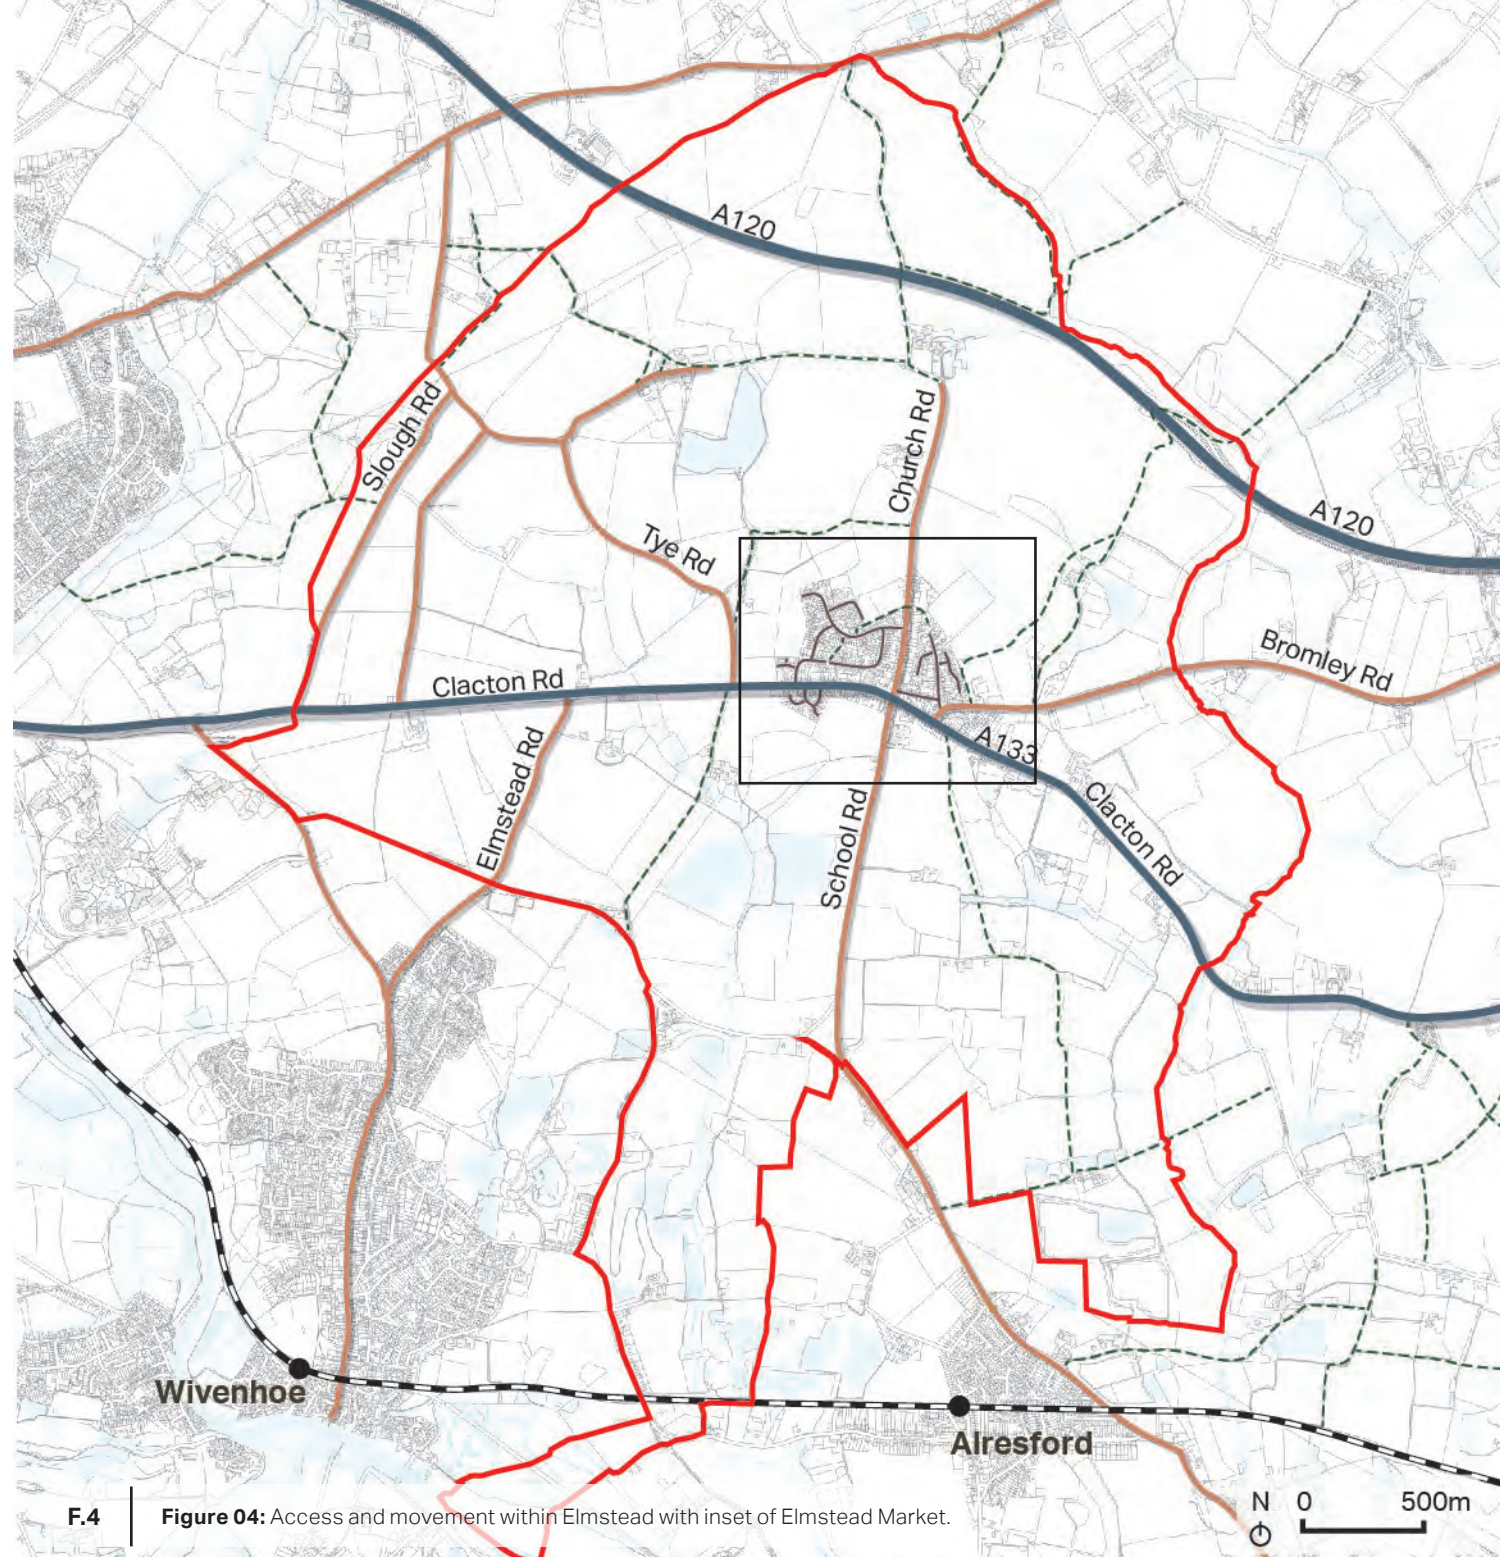 A120
Slough Rd
Church Rd
Tye Rd
A120
Bromley Rd
Clacton Rd
Elmstead Rd
A133
Clacton Rd
School Rd
Wivenhoe
Alresford
N 0 500m
F.4 Figure 04: Access and movement within Elmstead with inset of Elmstead Market.